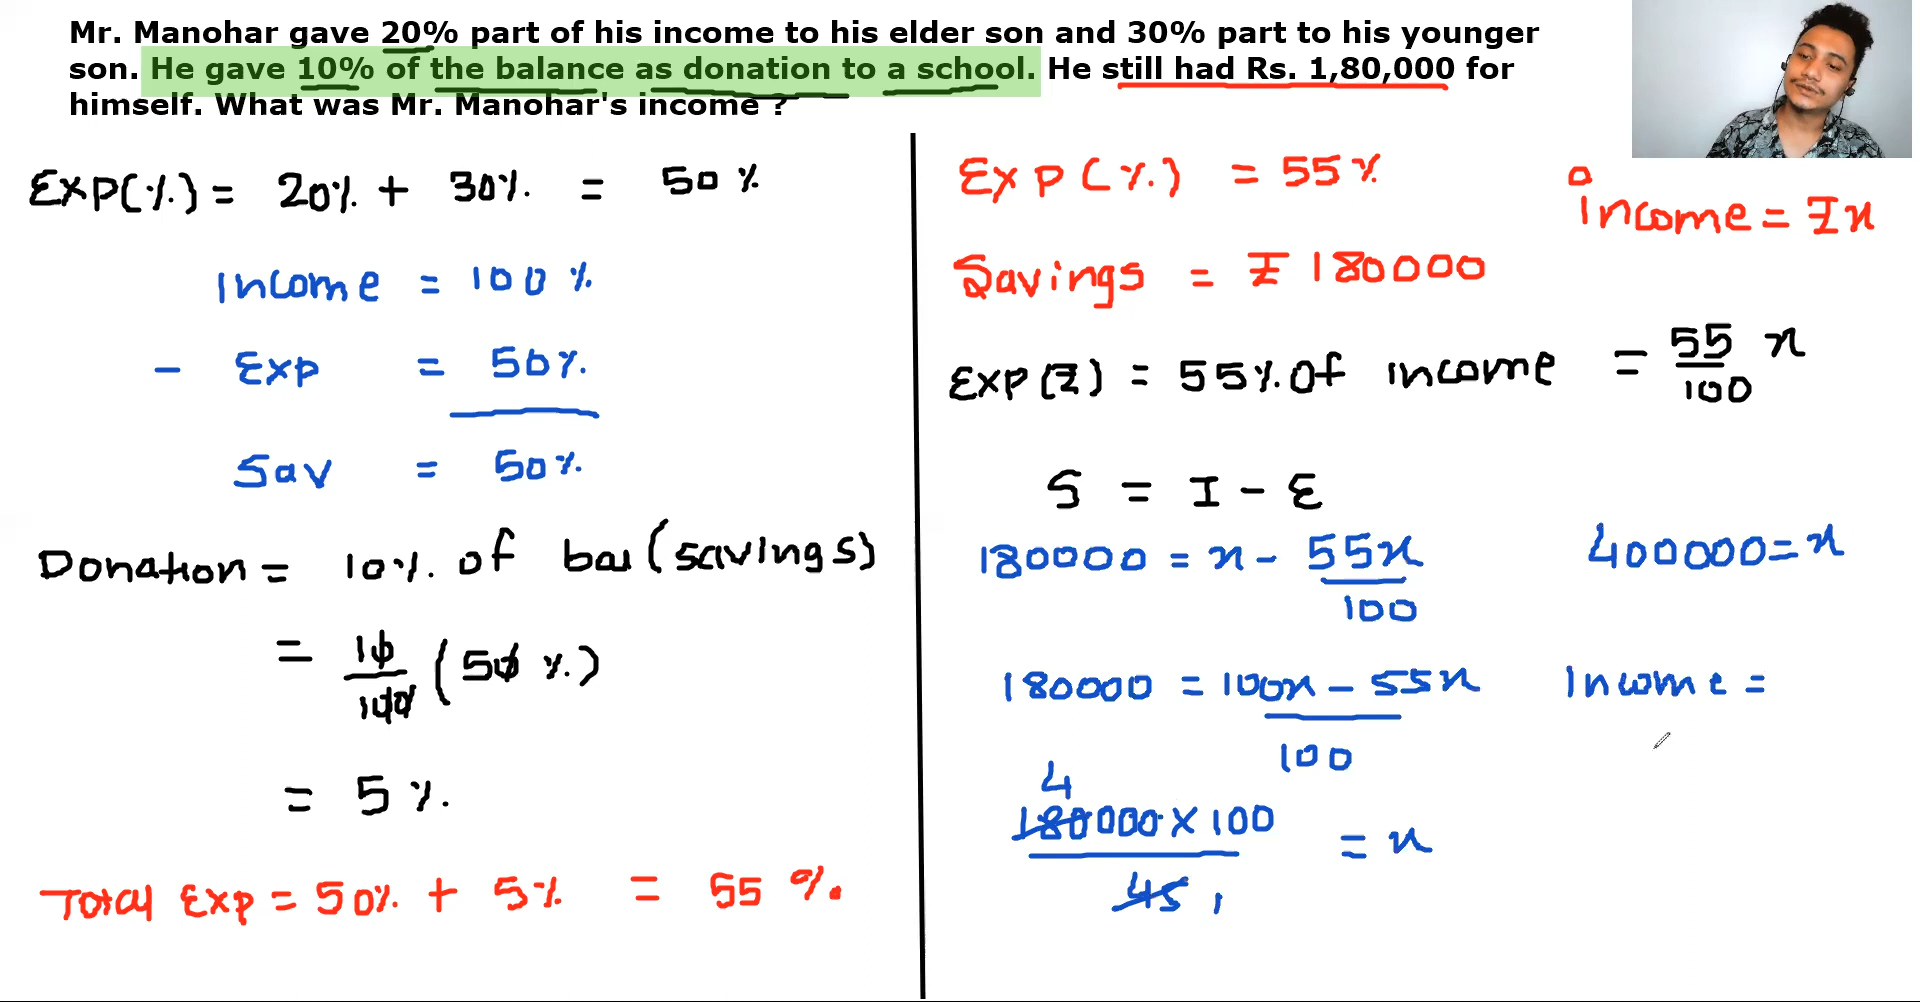 Mr. Manohar gave 20% part of his income to his elder son and 30% part to his younger
son. He gave 10% of the balance as donation to a school. He still had Rs. 1,80,000 for
himself. What was Mr. Manohar's income ?
EXP(%) = 20% + 30% = 50%
Income = 100%
- Exp = 50%
Sav = 50%
Donation = 10% of bal (savings)
= 10/100 (50%)
= 5%
Total Exp = 50% + 5% = 55%
Exp(%) = 55%
Income = ₹x
Savings = ₹180000
Exp(₹) = 55% of income = 55/100 x
S = I - E
180000 = x - 55x/100
180000 = 100x - 55x/100
4
180000 x 100/45 1 = x
400000 = x
Income =